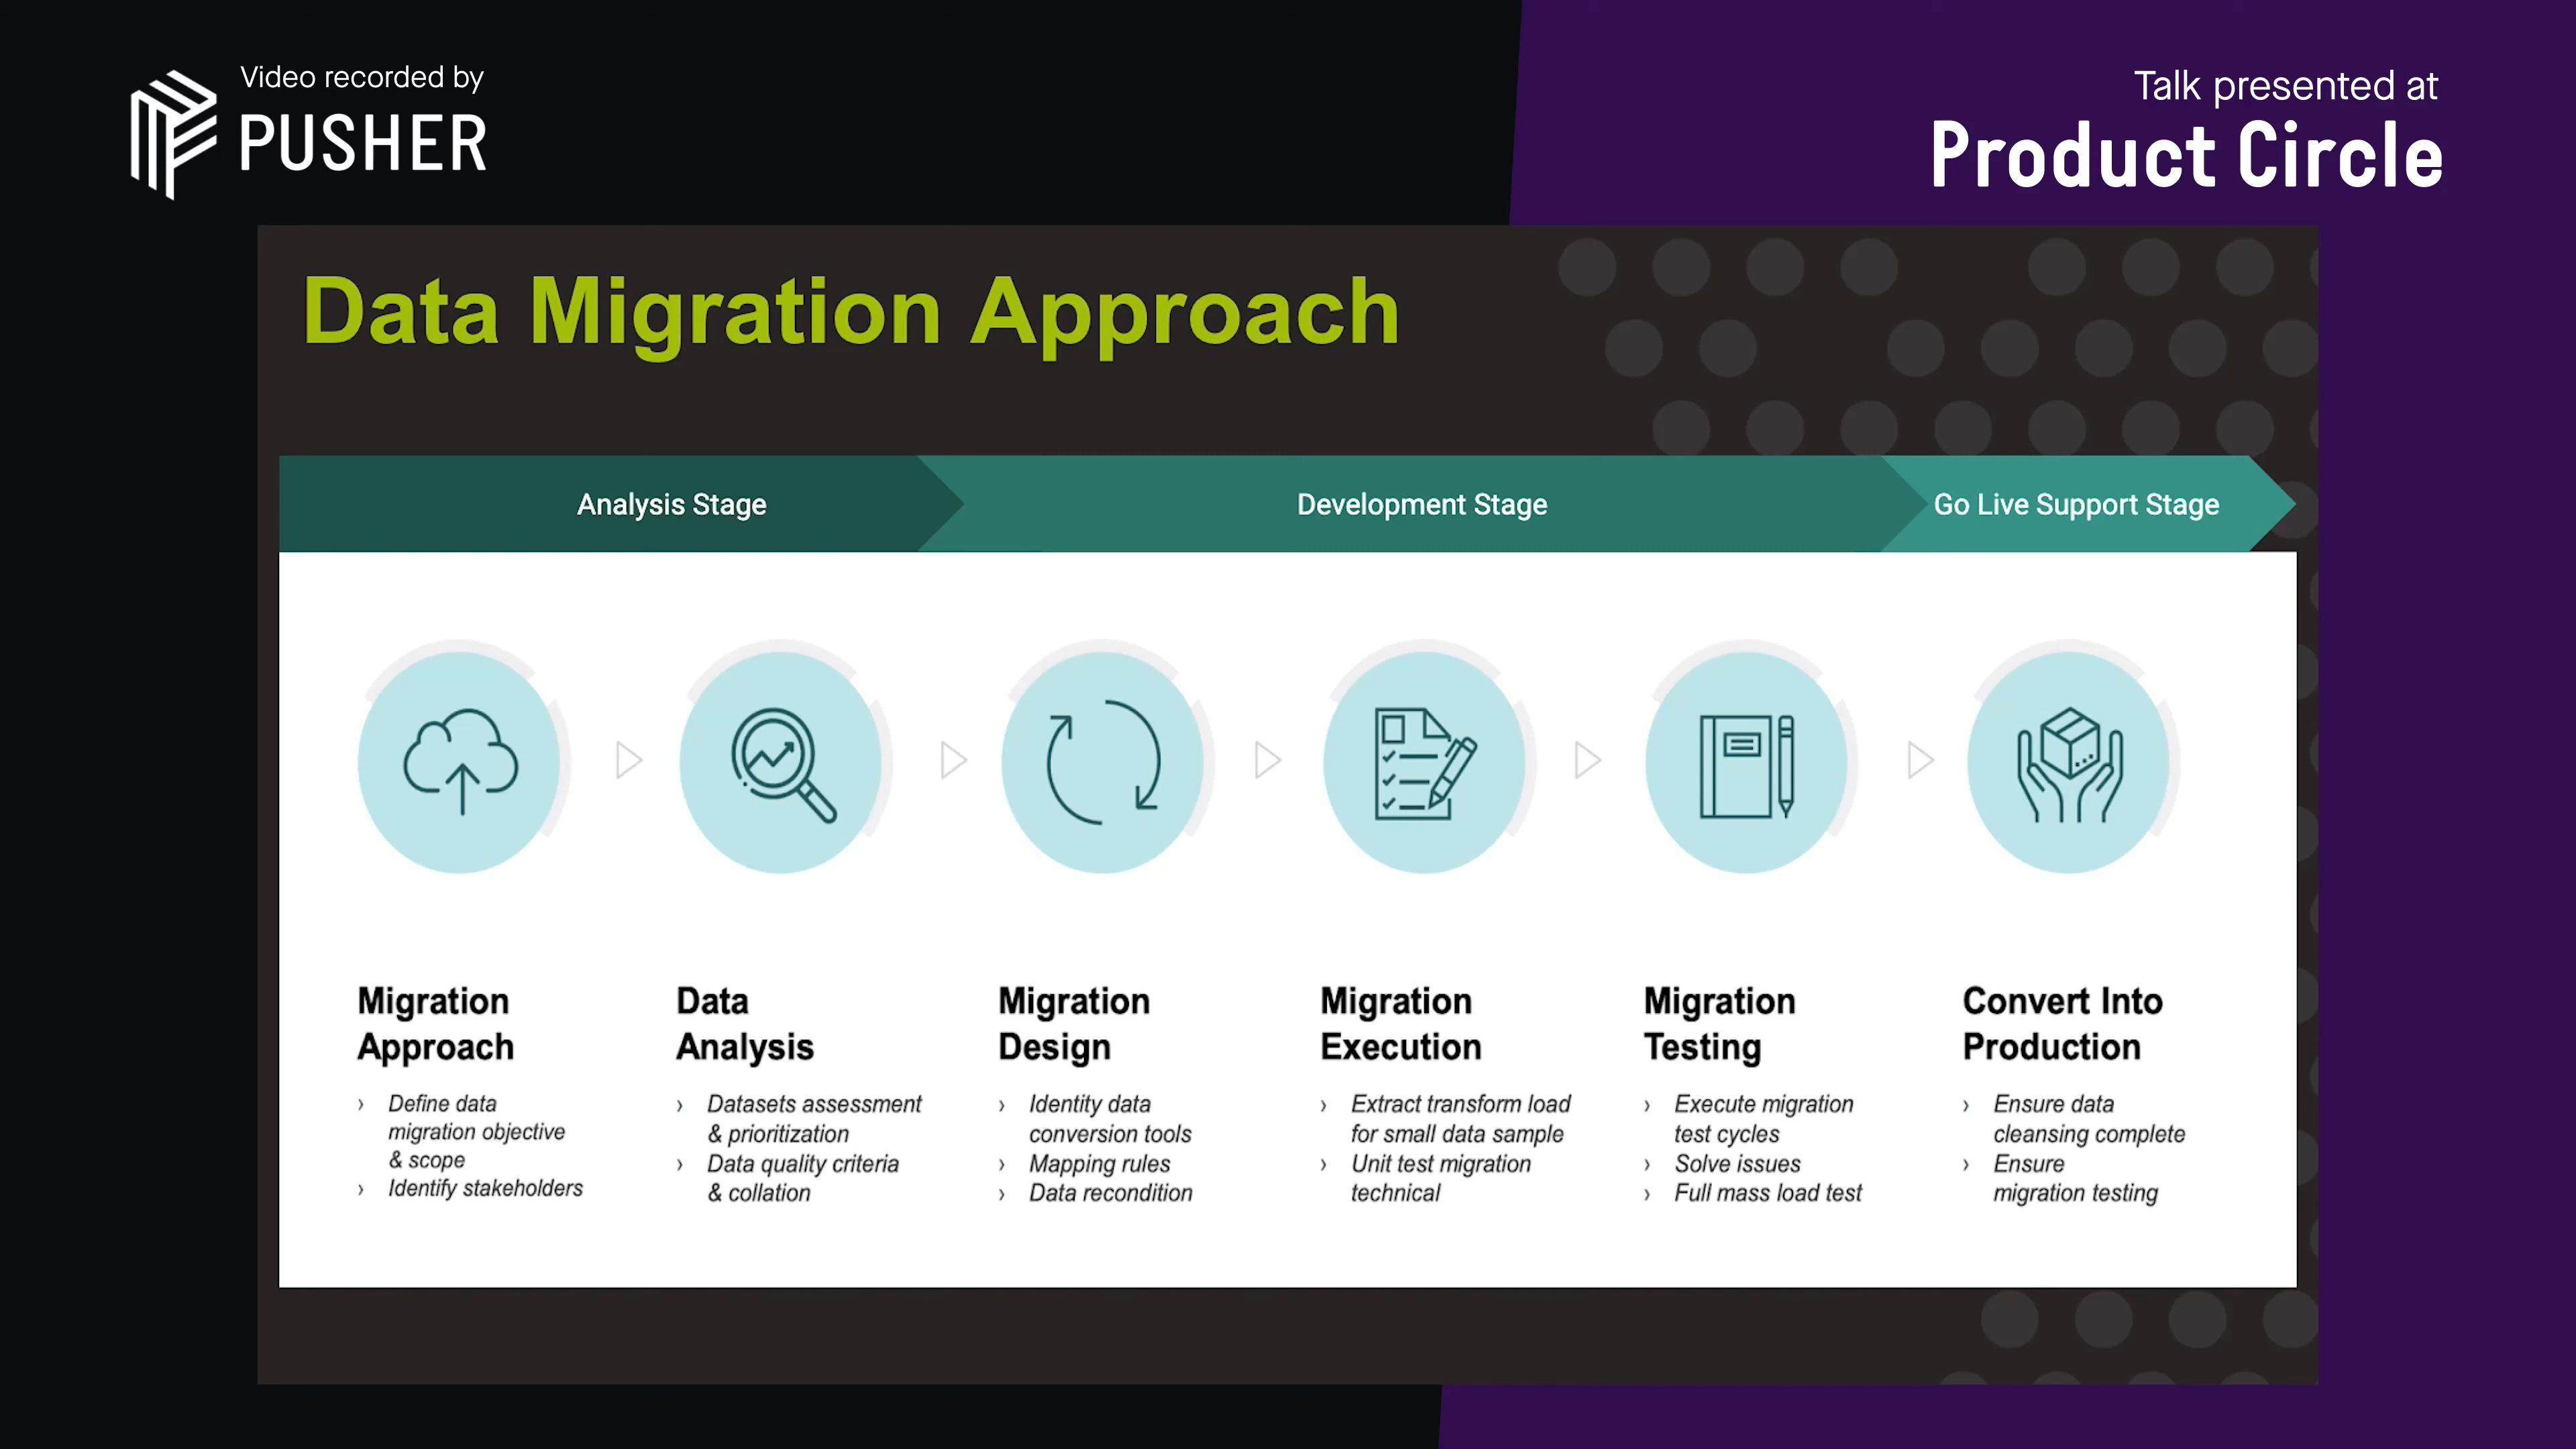 Video recorded by
PUSHER
Talk presented at
Product Circle
Data Migration Approach
Analysis Stage
Development Stage
Go Live Support Stage
Migration
Approach
› Define data
migration objective
& scope
› Identify stakeholders
Data
Analysis
› Datasets assessment
& prioritization
› Data quality criteria
& collation
Migration
Design
› Identity data
conversion tools
› Mapping rules
› Data recondition
Migration
Execution
› Extract transform load
for small data sample
› Unit test migration
technical
Migration
Testing
› Execute migration
test cycles
› Solve issues
› Full mass load test
Convert Into
Production
› Ensure data
cleansing complete
› Ensure
migration testing